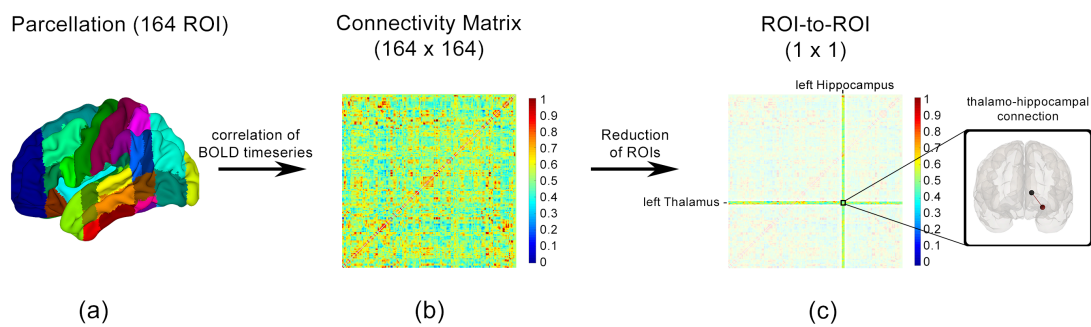 Parcellation (164 ROI)
Connectivity Matrix
(164 x 164)
ROI-to-ROI
(1 x 1)
correlation of
BOLD timeseries
1
0.9
0.8
0.7
0.6
0.5
0.4
0.3
0.2
0.1
0
Reduction
of ROIs
left Hippocampus
left Thalamus -
1
0.9
0.8
0.7
0.6
0.5
0.4
0.3
0.2
0.1
0
thalamo-hippocampal
connection
(a)
(b)
(c)